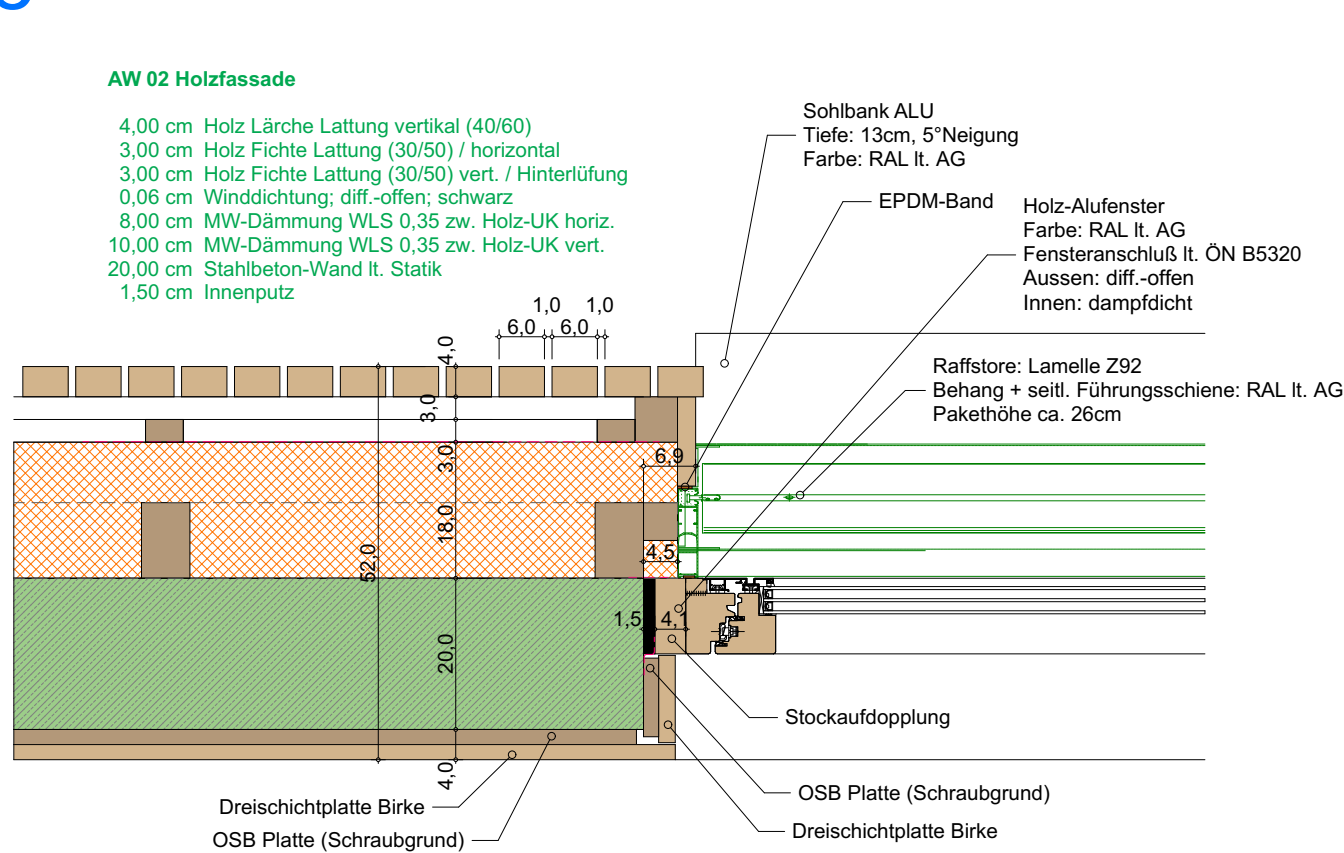 AW 02 Holzfassade
4,00 cm Holz Lärche Lattung vertikal (40/60)
3,00 cm Holz Fichte Lattung (30/50) / horizontal
3,00 cm Holz Fichte Lattung (30/50) vert. / Hinterlüfung
0,06 cm Winddichtung; diff.-offen; schwarz
8,00 cm MW-Dämmung WLS 0,35 zw. Holz-UK horiz.
10,00 cm MW-Dämmung WLS 0,35 zw. Holz-UK vert.
20,00 cm Stahlbeton-Wand lt. Statik
1,50 cm Innenputz
Sohlbank ALU
Tiefe: 13cm, 5°Neigung
Farbe: RAL lt. AG
EPDM-Band
Holz-Alufenster
Farbe: RAL lt. AG
Fensteranschluß lt. ÖN B5320
Aussen: diff.-offen
Innen: dampfdicht
Raffstore: Lamelle Z92
Behang + seitl. Führungsschiene: RAL lt. AG
Pakethöhe ca. 26cm
1,0 1,0
6,0 6,0
4,0
3,0
3,0
18,0
52,0
20,0
4,0
6,9
4,5
1,5 4,1
Stockaufdopplung
OSB Platte (Schraubgrund)
Dreischichtplatte Birke
Dreischichtplatte Birke
OSB Platte (Schraubgrund)